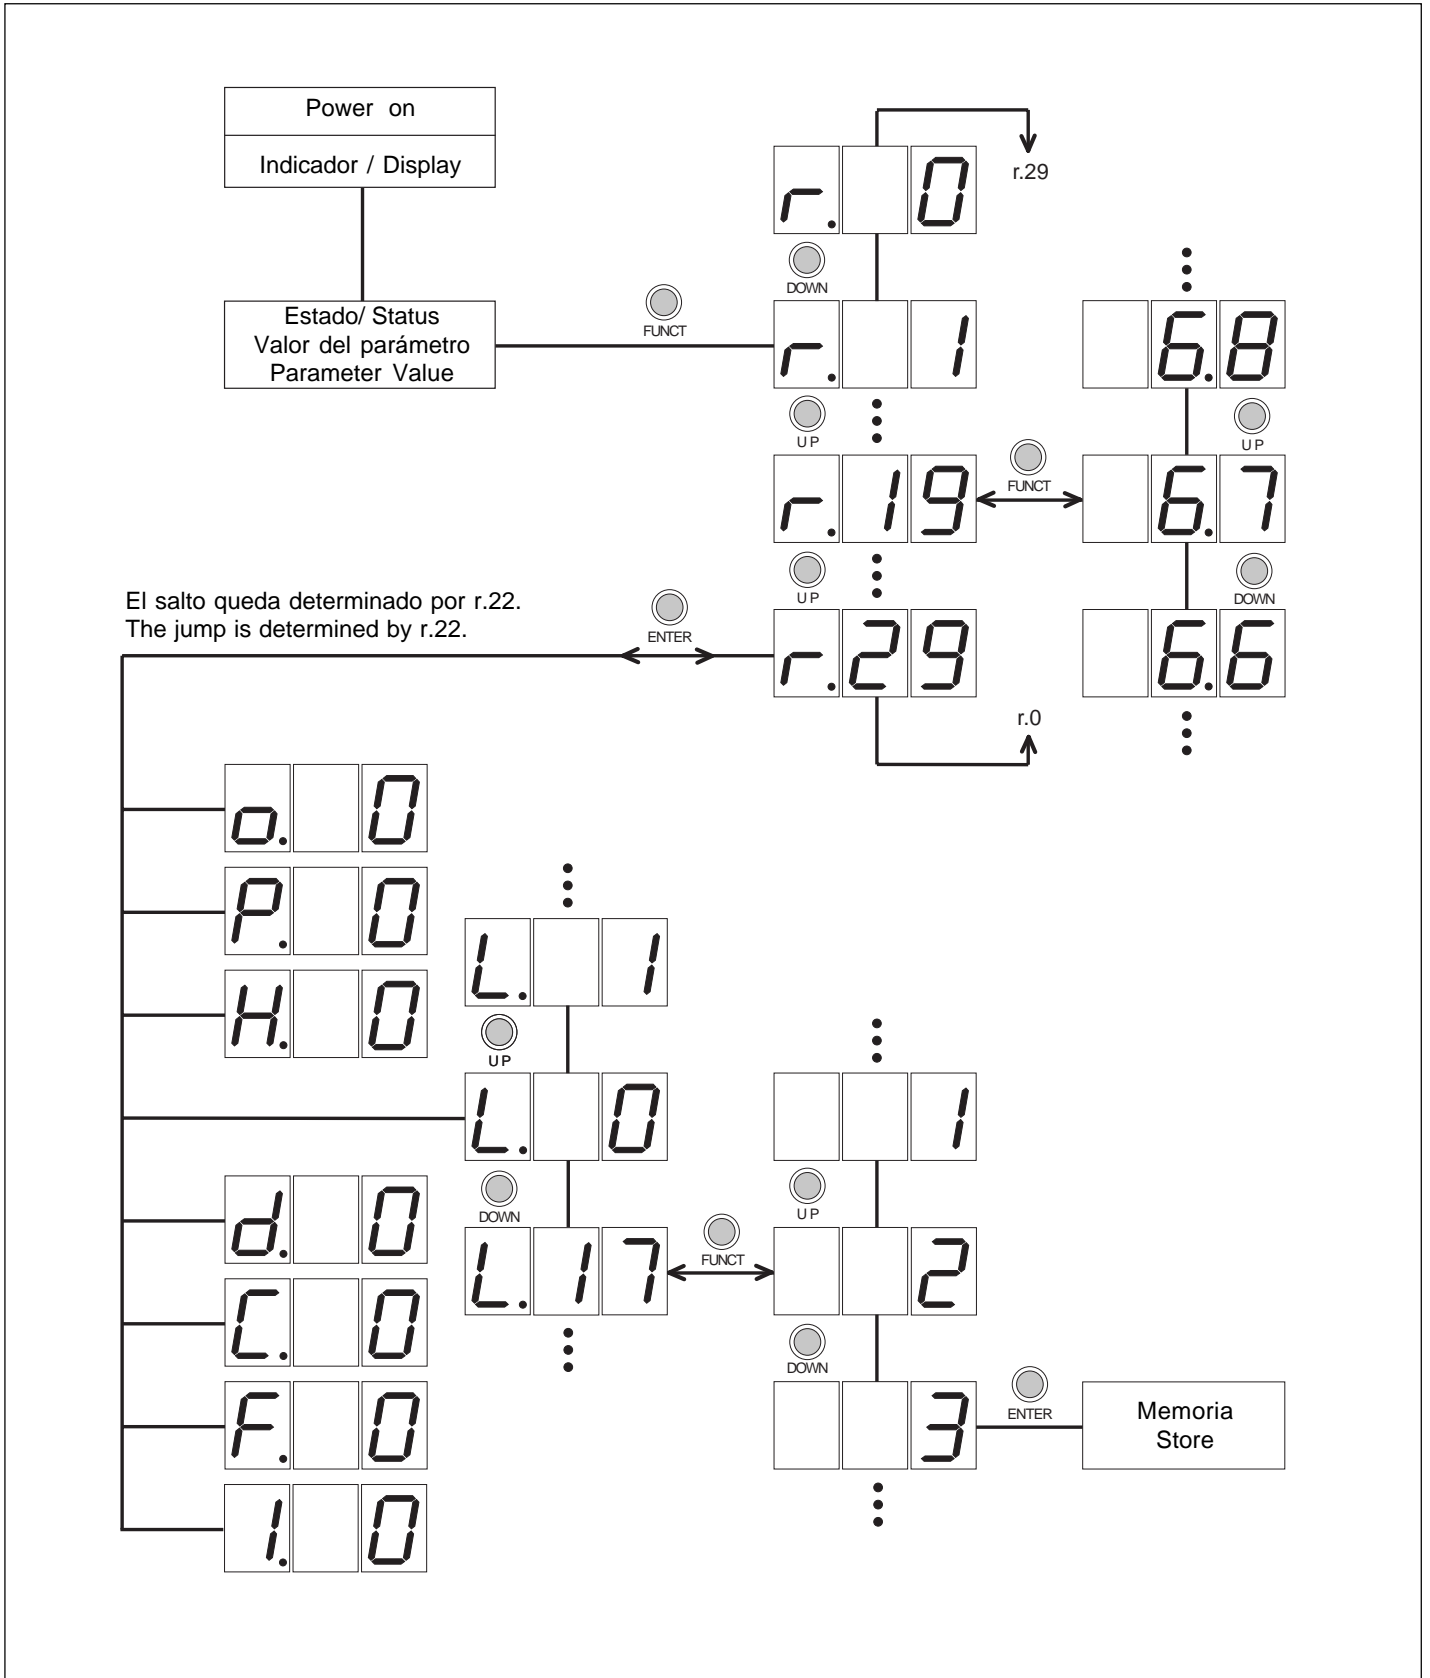 Power on
Indicador / Display
Estado/ Status
Valor del parámetro
Parameter Value
FUNCT
r. 0
r.29
DOWN
r. 1
UP
r.19
FUNCT
UP
r.29
r.0
6.8
UP
6.7
DOWN
6.6
El salto queda determinado por r.22.
The jump is determined by r.22.
ENTER
o. 0
P. 0
H. 0
L. 1
UP
L. 0
DOWN
L.17
FUNCT
d. 0
C. 0
F. 0
1. 0
1
UP
2
DOWN
3
ENTER
Memoria
Store